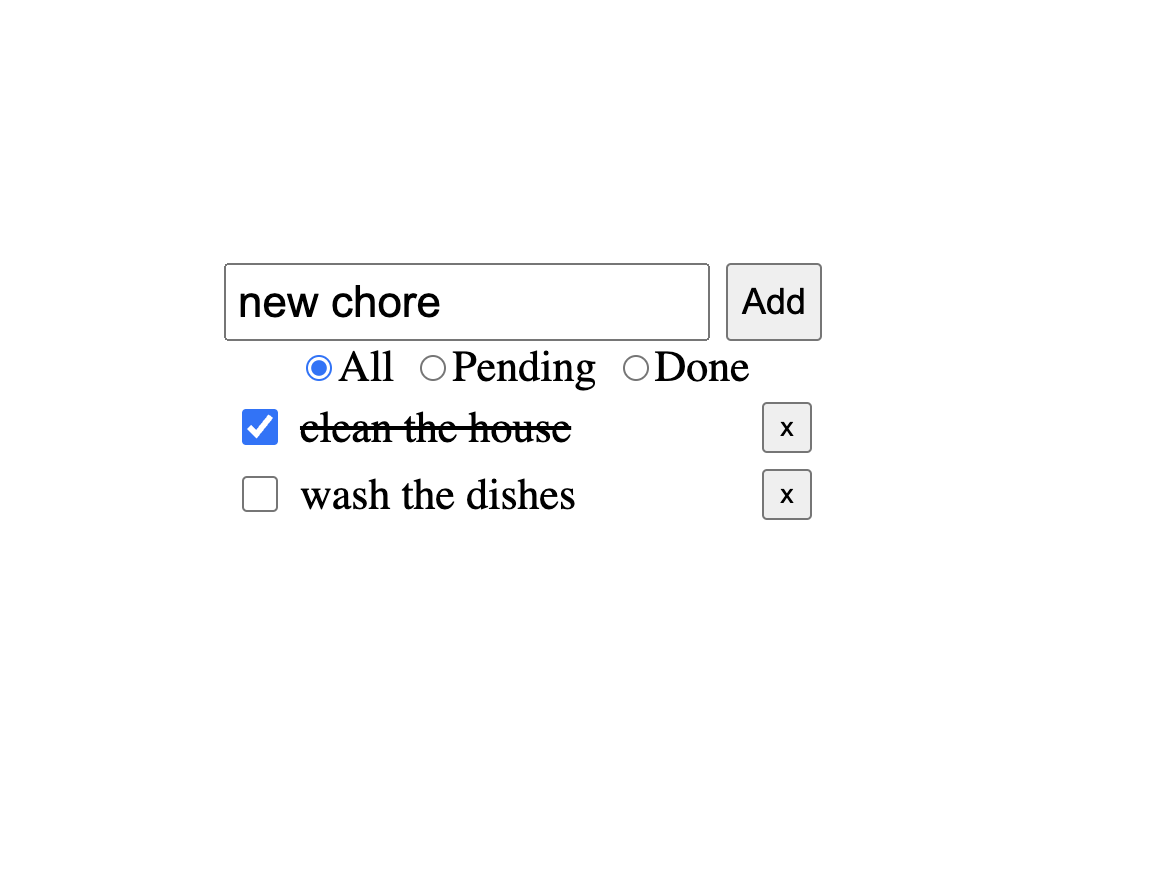 new chore Add
All Pending Done
clean the house x
wash the dishes x